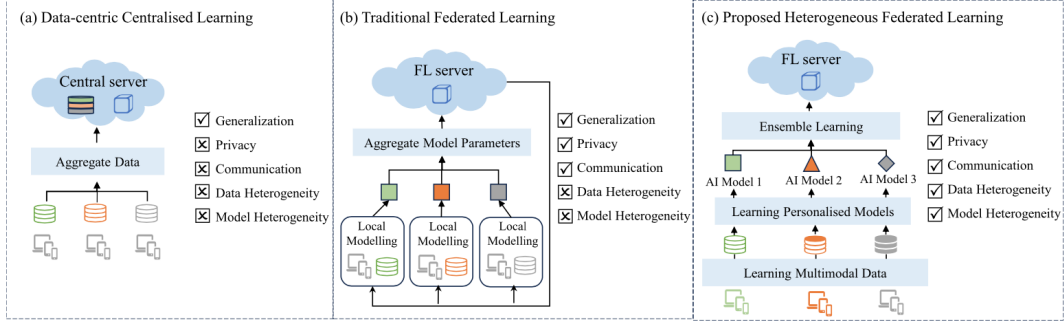 (a) Data-centric Centralised Learning
Central server
Aggregate Data
Generalization
Privacy
Communication
Data Heterogeneity
Model Heterogeneity
(b) Traditional Federated Learning
FL server
Aggregate Model Parameters
Local
Modelling
Local
Modelling
Local
Modelling
Generalization
Privacy
Communication
Data Heterogeneity
Model Heterogeneity
(c) Proposed Heterogeneous Federated Learning
FL server
Ensemble Learning
AI Model 1
AI Model 2
AI Model 3
Learning Personalised Models
Learning Multimodal Data
Generalization
Privacy
Communication
Data Heterogeneity
Model Heterogeneity